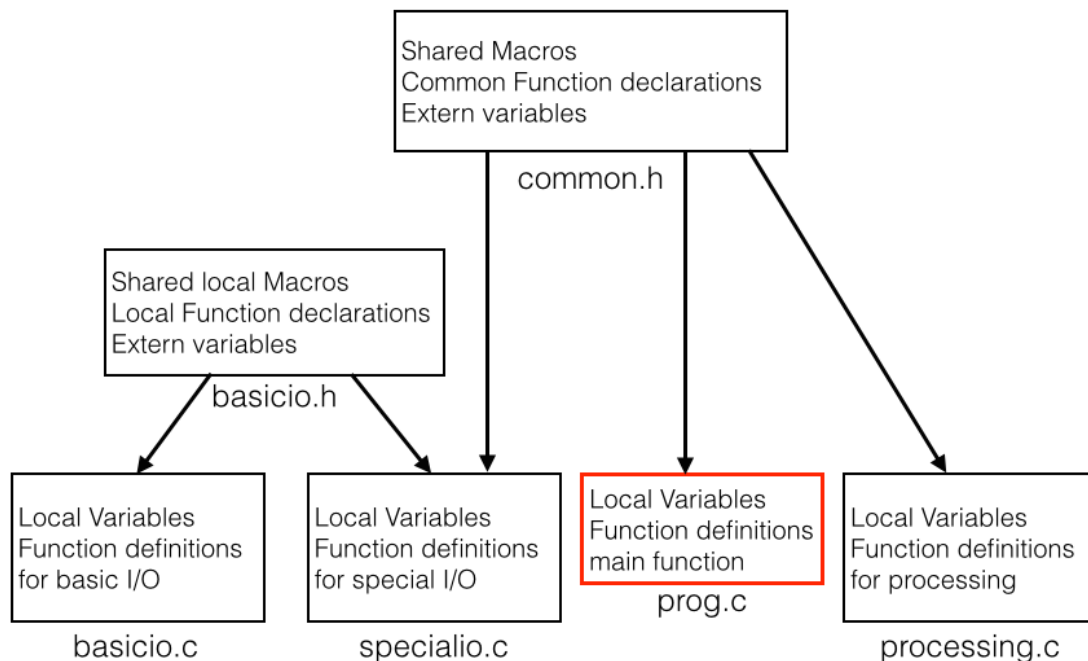 Shared Macros
Common Function declarations
Extern variables
common.h
Shared local Macros
Local Function declarations
Extern variables
basicio.h
Local Variables
Function definitions
for basic I/O
basicio.c
Local Variables
Function definitions
for special I/O
specialio.c
Local Variables
Function definitions
main function
prog.c
Local Variables
Function definitions
for processing
processing.c